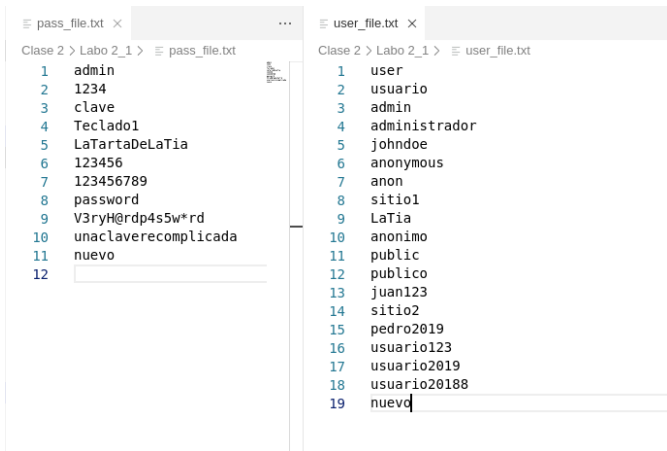 pass_file.txt
Clase 2 > Labo 2_1 > pass_file.txt
1 admin
2 1234
3 clave
4 Teclado1
5 LaTartaDeLaTia
6 123456
7 123456789
8 password
9 V3ryH@rdp4s5w*rd
10 unaclaverecomplicada
11 nuevo
12
user_file.txt
Clase 2 > Labo 2_1 > user_file.txt
1 user
2 usuario
3 admin
4 administrador
5 johndoe
6 anonymous
7 anon
8 sitio1
9 LaTia
10 anonimo
11 public
12 publico
13 juan123
14 sitio2
15 pedro2019
16 usuario123
17 usuario2019
18 usuario20188
19 nuevo